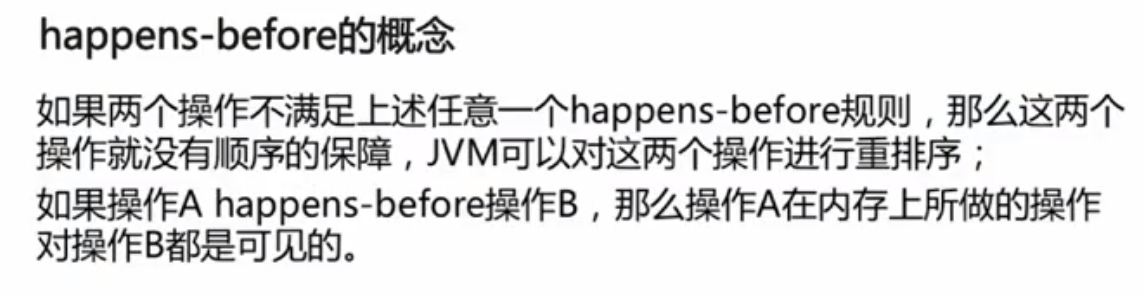 happens-before的概念
如果两个操作不满足上述任意一个happens-before规则，那么这两个
操作就没有顺序的保障，JVM可以对这两个操作进行重排序；
如果操作A happens-before操作B，那么操作A在内存上所做的操作
对操作B都是可见的。